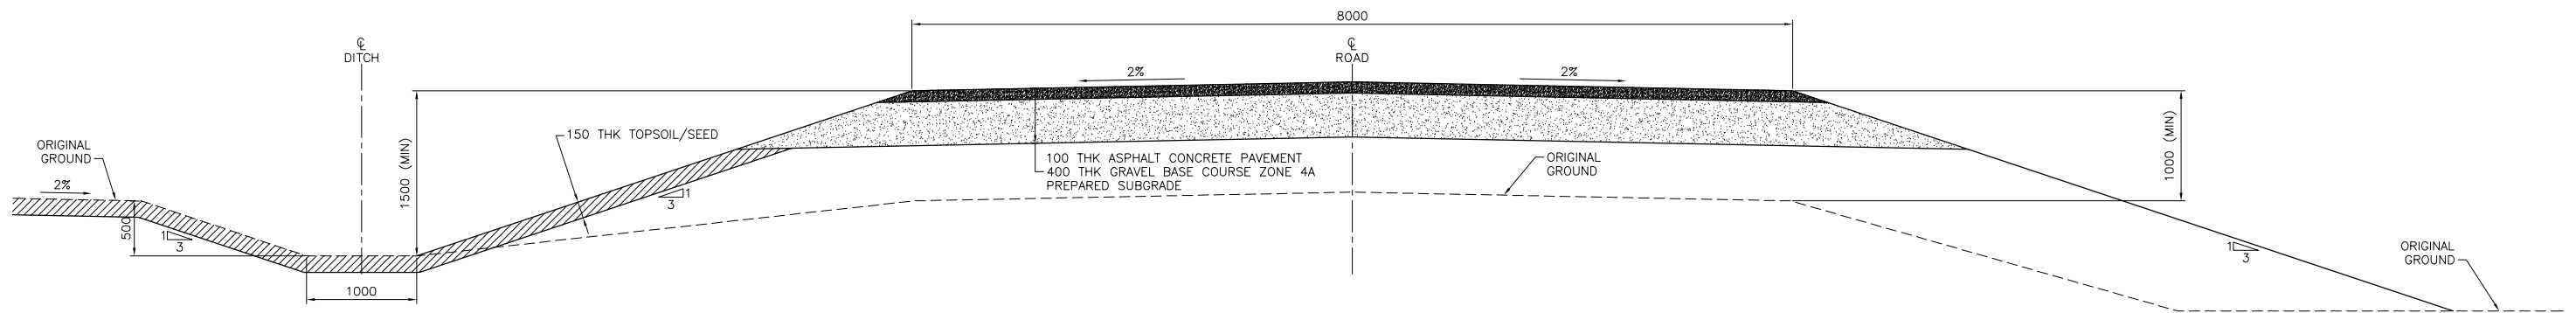 8000
℄
DITCH
℄
ROAD
2%
2%
150 THK TOPSOIL/SEED
ORIGINAL
GROUND
2%
500
1
3
1500 (MIN)
1
3
100 THK ASPHALT CONCRETE PAVEMENT
400 THK GRAVEL BASE COURSE ZONE 4A
PREPARED SUBGRADE
ORIGINAL
GROUND
1000 (MIN)
1
3
ORIGINAL
GROUND
1000